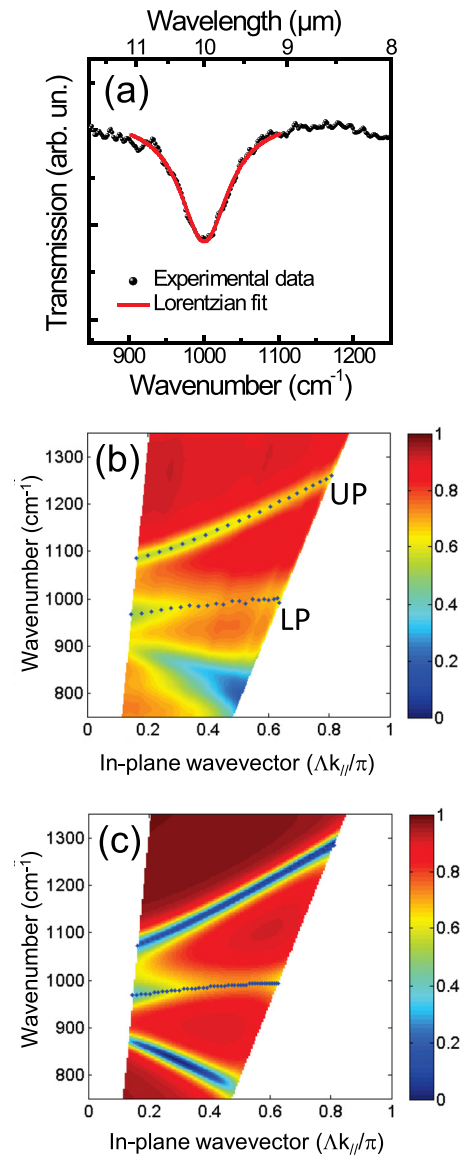 Wavelength (µm)
11 10 9 8
(a)
Transmission (arb. un.)
Experimental data
Lorentzian fit
900 1000 1100 1200
Wavenumber (cm⁻¹)
(b)
UP
LP
Wavenumber (cm⁻¹)
1300
1200
1100
1000
900
800
0 0.2 0.4 0.6 0.8 1
In-plane wavevector (Λk//​/π)
1
0.8
0.6
0.4
0.2
0
(c)
Wavenumber (cm⁻¹)
1300
1200
1100
1000
900
800
0 0.2 0.4 0.6 0.8 1
In-plane wavevector (Λk//​/π)
1
0.8
0.6
0.4
0.2
0